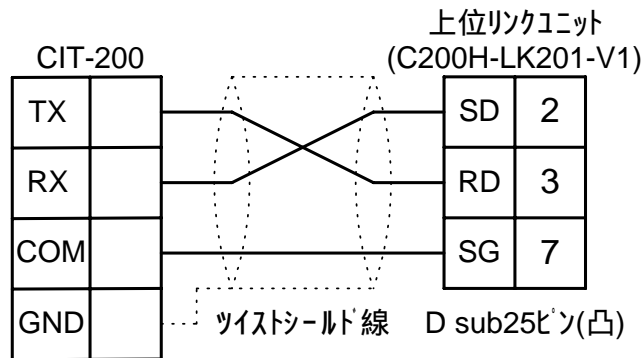 上位リンクユニット
CIT-200 (C200H-LK201-V1)
TX SD 2
RX RD 3
COM SG 7
GND ツイストシールド線 D sub25ピン(凸)